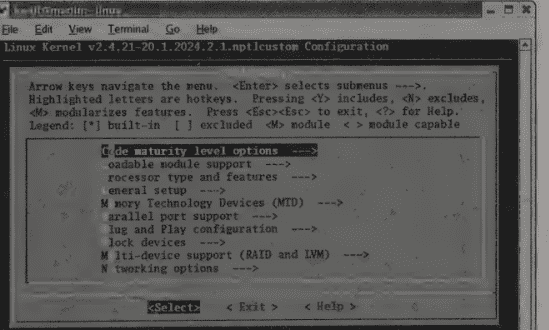 File Edit View Terminal Go Help
Linux Kernel v2.4.21-20.1.2024.2.1.nptlcustom Configuration
Arrow keys navigate the menu. <Enter> selects submenus --->.
Highlighted letters are hotkeys. Pressing <Y> includes, <N> excludes,
<M> modularizes features. Press <Esc><Esc> to exit, <?> for Help.
Legend: [*] built-in [ ] excluded <M> module < > module capable
Code maturity level options --->
oadable module support --->
rocessor type and features --->
eneral setup --->
M mory Technology Devices (MTD) --->
arallel port support --->
lug and Play configuration --->
lock devices --->
M lti-device support (RAID and LVM) --->
N tworking options --->
<Select> < Exit > < Help >